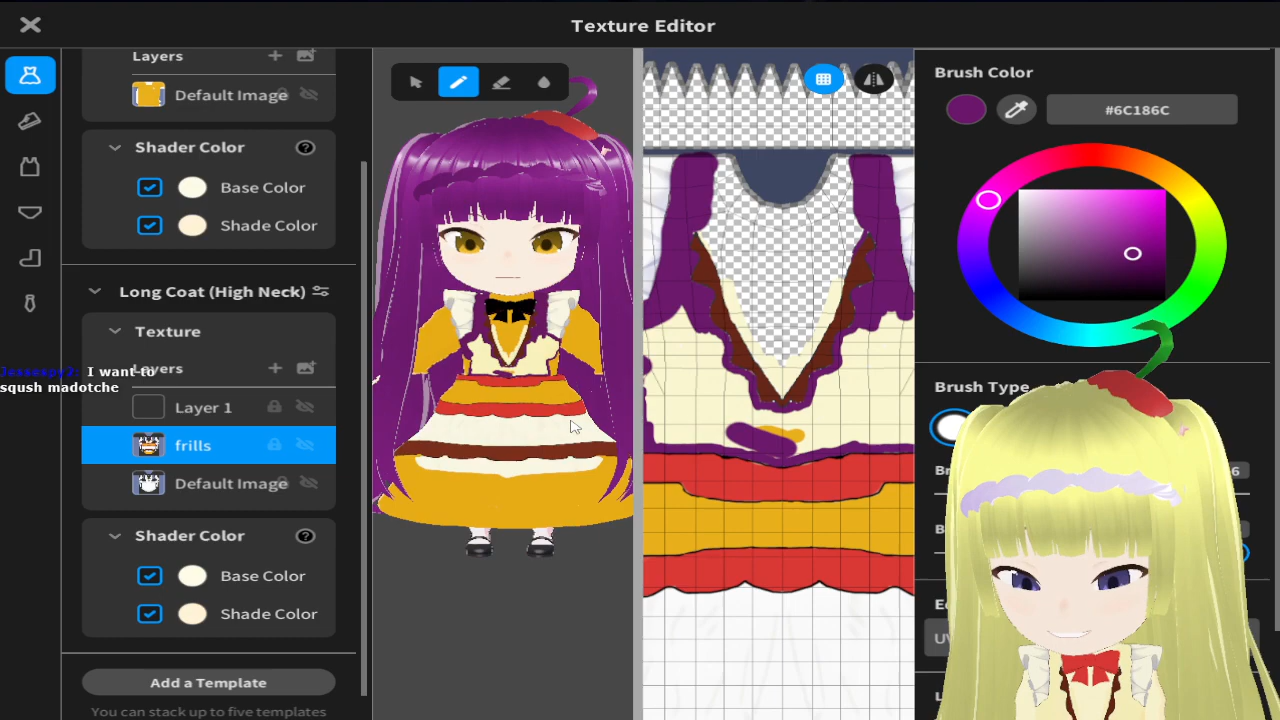 Texture Editor
Layers
Default Image
Shader Color
Base Color
Shade Color
Long Coat (High Neck)
Texture
I want to
sqush madotche
Layers
Layer 1
frills
Default Image
Shader Color
Base Color
Shade Color
Add a Template
You can stack up to five templates
Brush Color
#6C186C
Brush Type